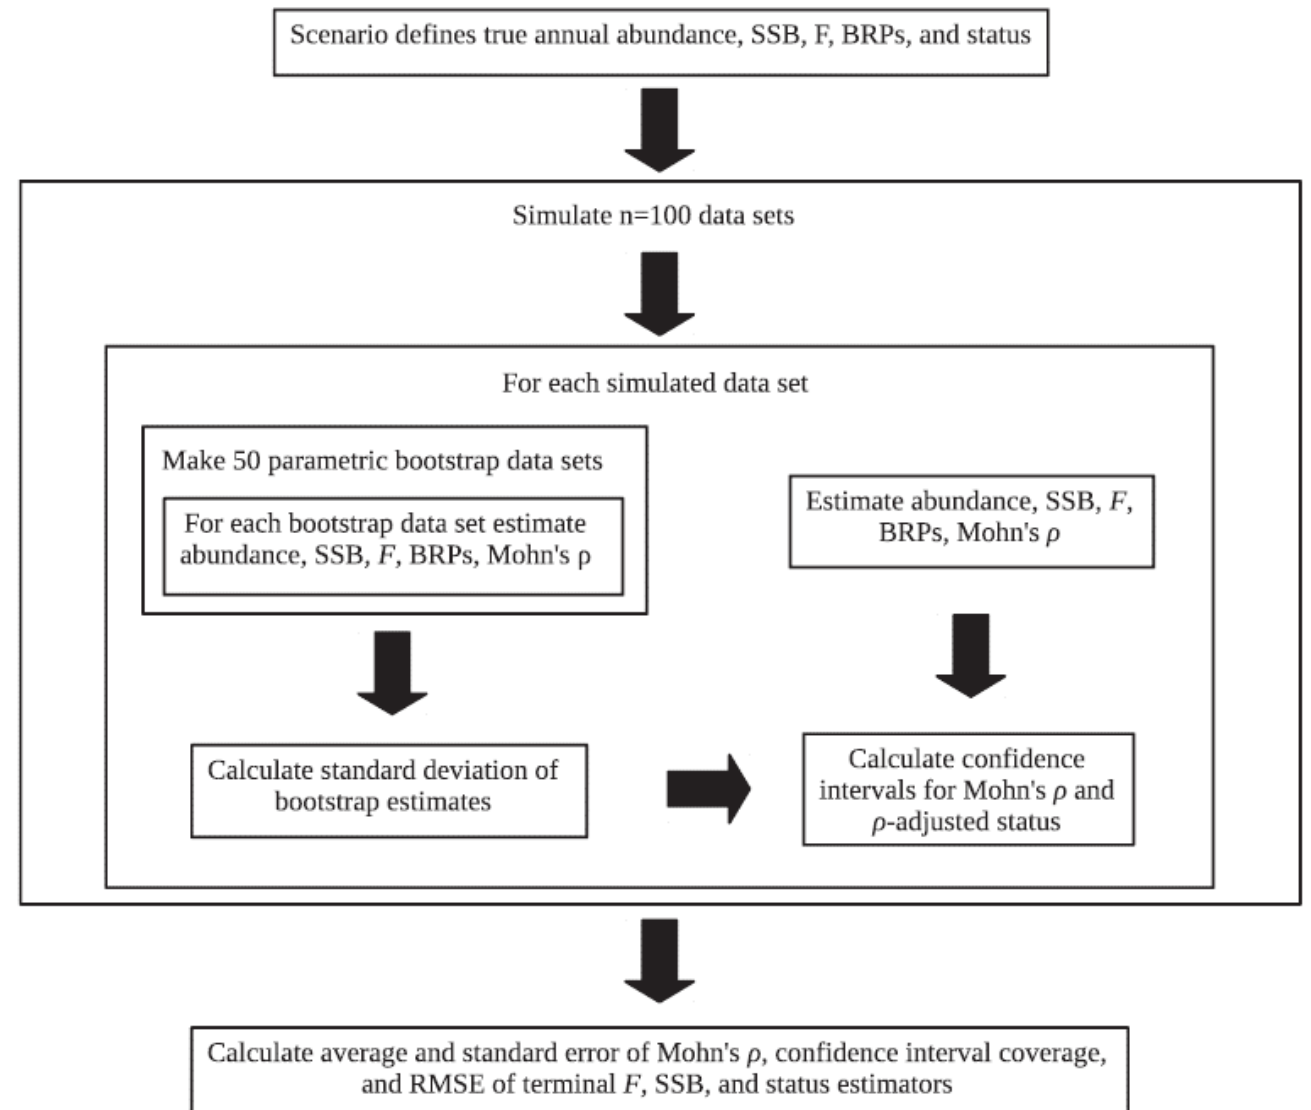 Scenario defines true annual abundance, SSB, F, BRPs, and status
Simulate n=100 data sets
For each simulated data set
Make 50 parametric bootstrap data sets
For each bootstrap data set estimate
abundance, SSB, F, BRPs, Mohn's ρ
Estimate abundance, SSB, F,
BRPs, Mohn's ρ
Calculate standard deviation of
bootstrap estimates
Calculate confidence
intervals for Mohn's ρ and
ρ-adjusted status
Calculate average and standard error of Mohn's ρ, confidence interval coverage,
and RMSE of terminal F, SSB, and status estimators